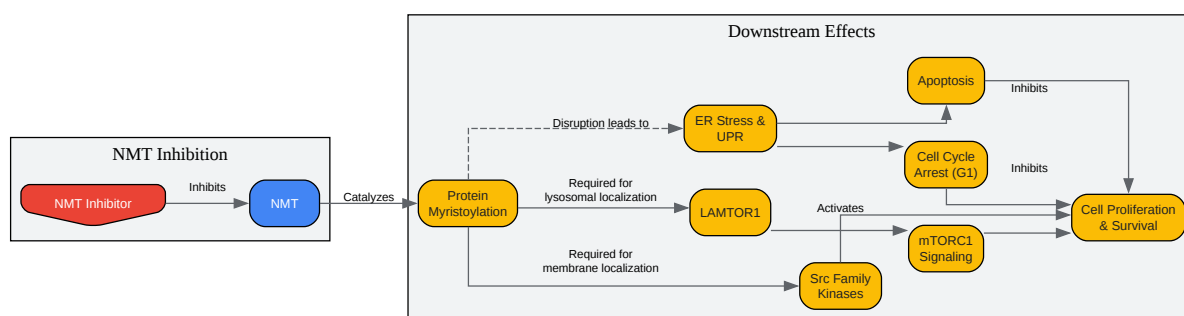 Downstream Effects
NMT Inhibition
NMT Inhibitor
Inhibits
NMT
Catalyzes
Protein
Myristoylation
Disruption leads to
ER Stress &
UPR
Apoptosis
Inhibits
Cell Cycle
Arrest (G1)
Inhibits
Required for
lysosomal localization
LAMTOR1
Activates
mTORC1
Signaling
Cell Proliferation
& Survival
Required for
membrane localization
Src Family
Kinases